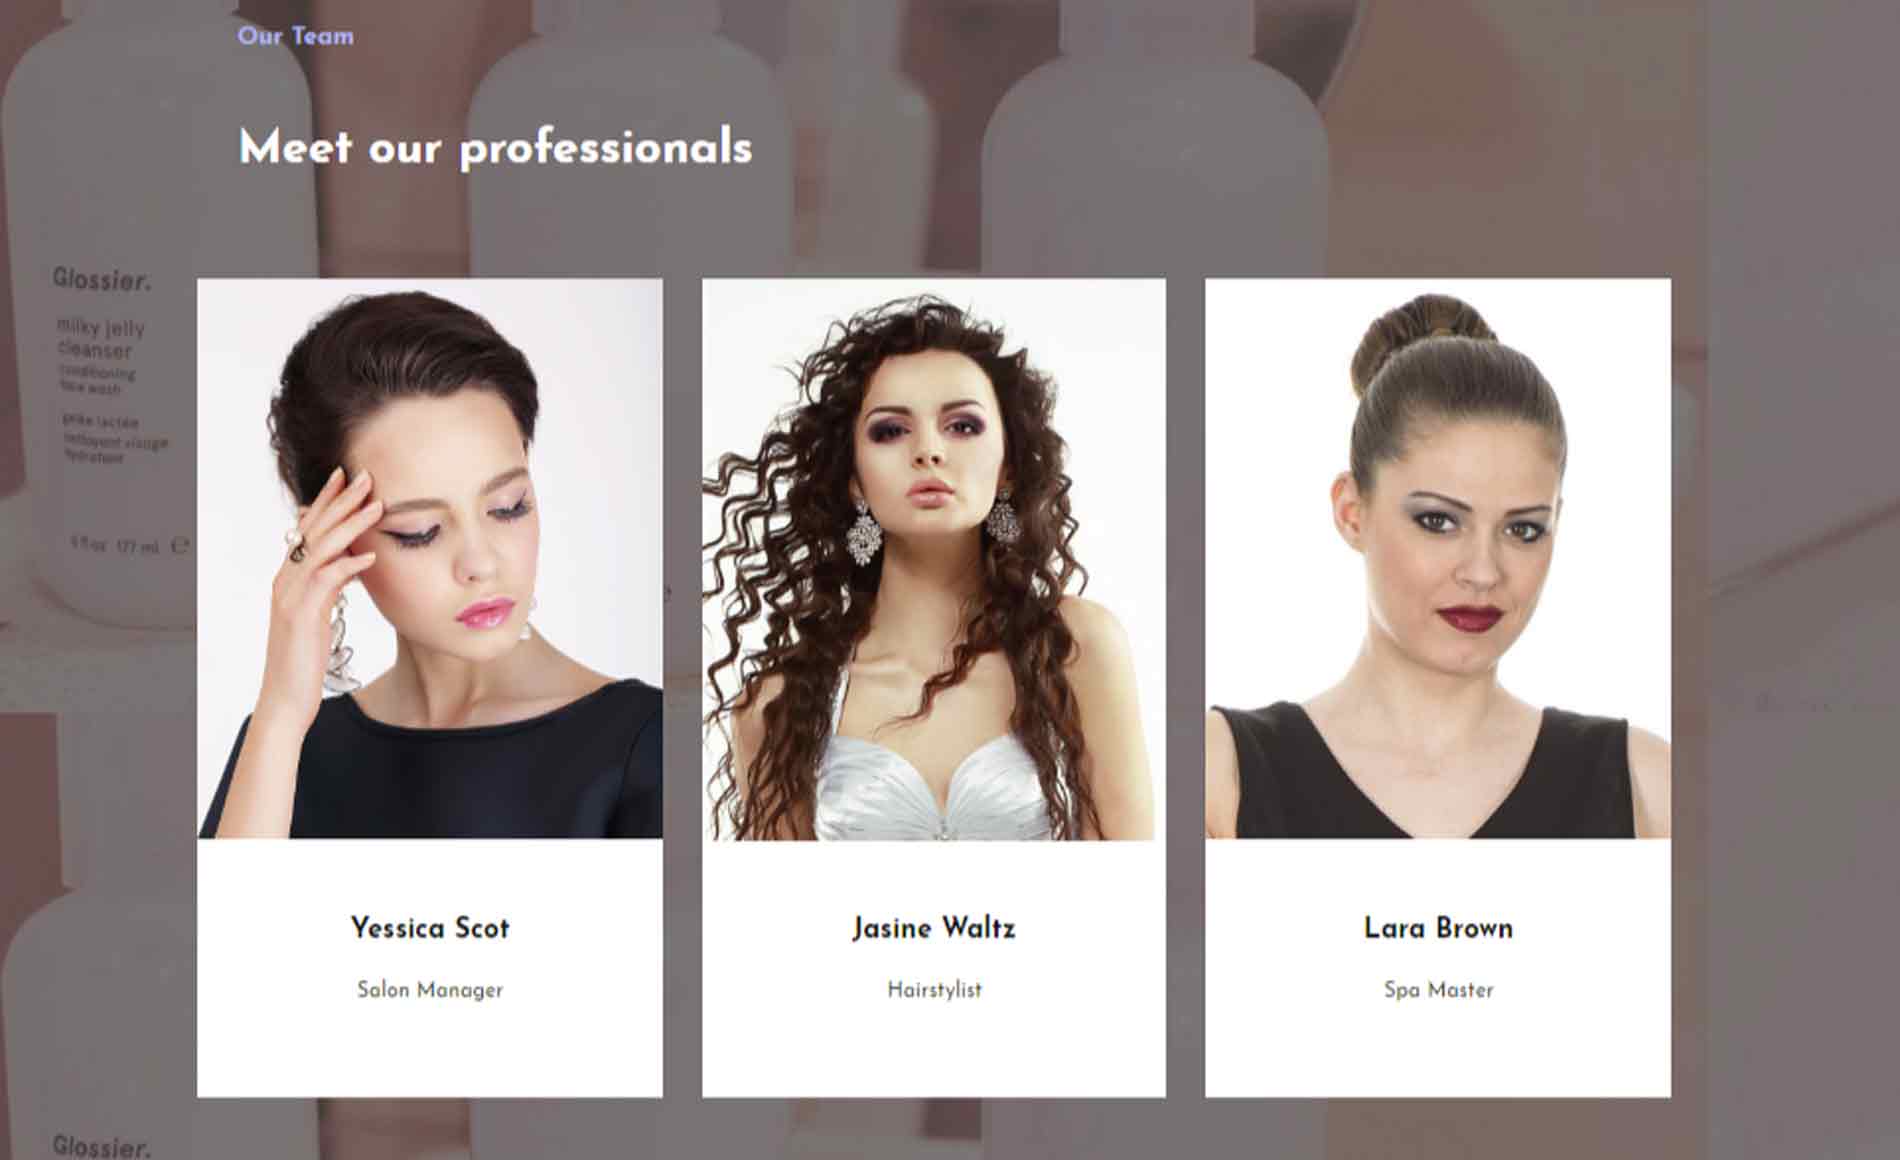 Our Team
Meet our professionals
Glossier.
milky jelly
cleanser
conditioning
face wash
gelée lactée
nettoyant visage
hydratant
6 fl oz 177 ml ℮
Yessica Scot
Salon Manager
Jasine Waltz
Hairstylist
Lara Brown
Spa Master
Glossier.